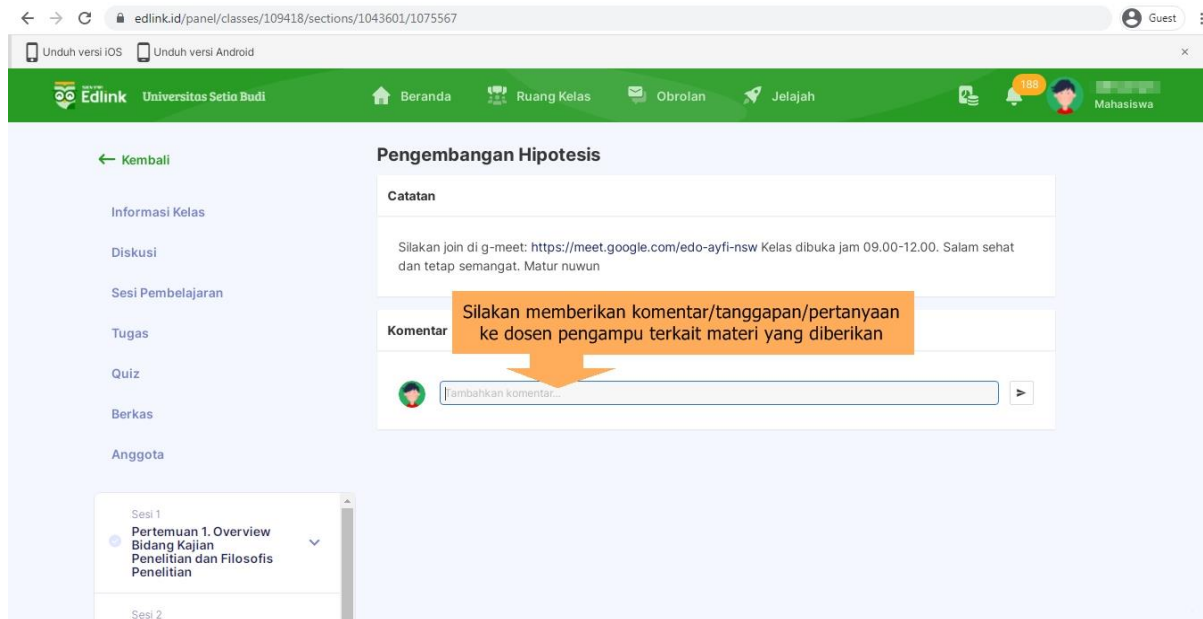 edlink.id/panel/classes/109418/sections/1043601/1075567
Guest
Unduh versi iOS
Unduh versi Android
Edlink
Universitas Setia Budi
Beranda
Ruang Kelas
Obrolan
Jelajah
188
Mahasiswa
Kembali
Informasi Kelas
Diskusi
Sesi Pembelajaran
Tugas
Quiz
Berkas
Anggota
Sesi 1
Pertemuan 1. Overview
Bidang Kajian
Penelitian dan Filosofis
Penelitian
Sesi 2
Pengembangan Hipotesis
Catatan
Silakan join di g-meet: https://meet.google.com/edo-ayfi-nsw Kelas dibuka jam 09.00-12.00. Salam sehat
dan tetap semangat. Matur nuwun
Komentar
Silakan memberikan komentar/tanggapan/pertanyaan
ke dosen pengampu terkait materi yang diberikan
Tambahkan komentar...